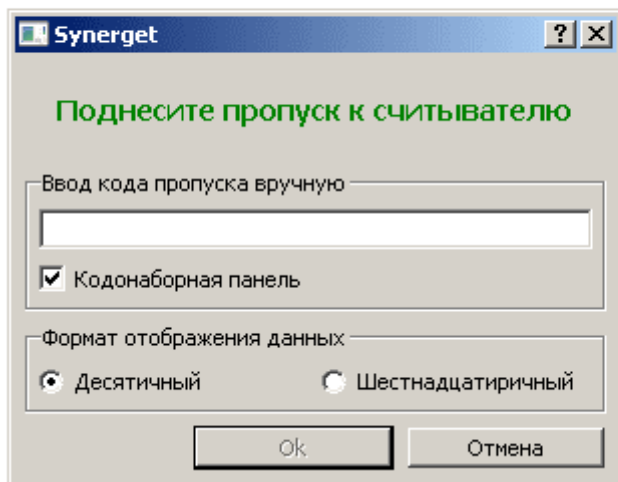 Synerget
Поднесите пропуск к считывателю
Ввод кода пропуска вручную
Кодонаборная панель
Формат отображения данных
Десятичный Шестнадцатиричный
Ok Отмена